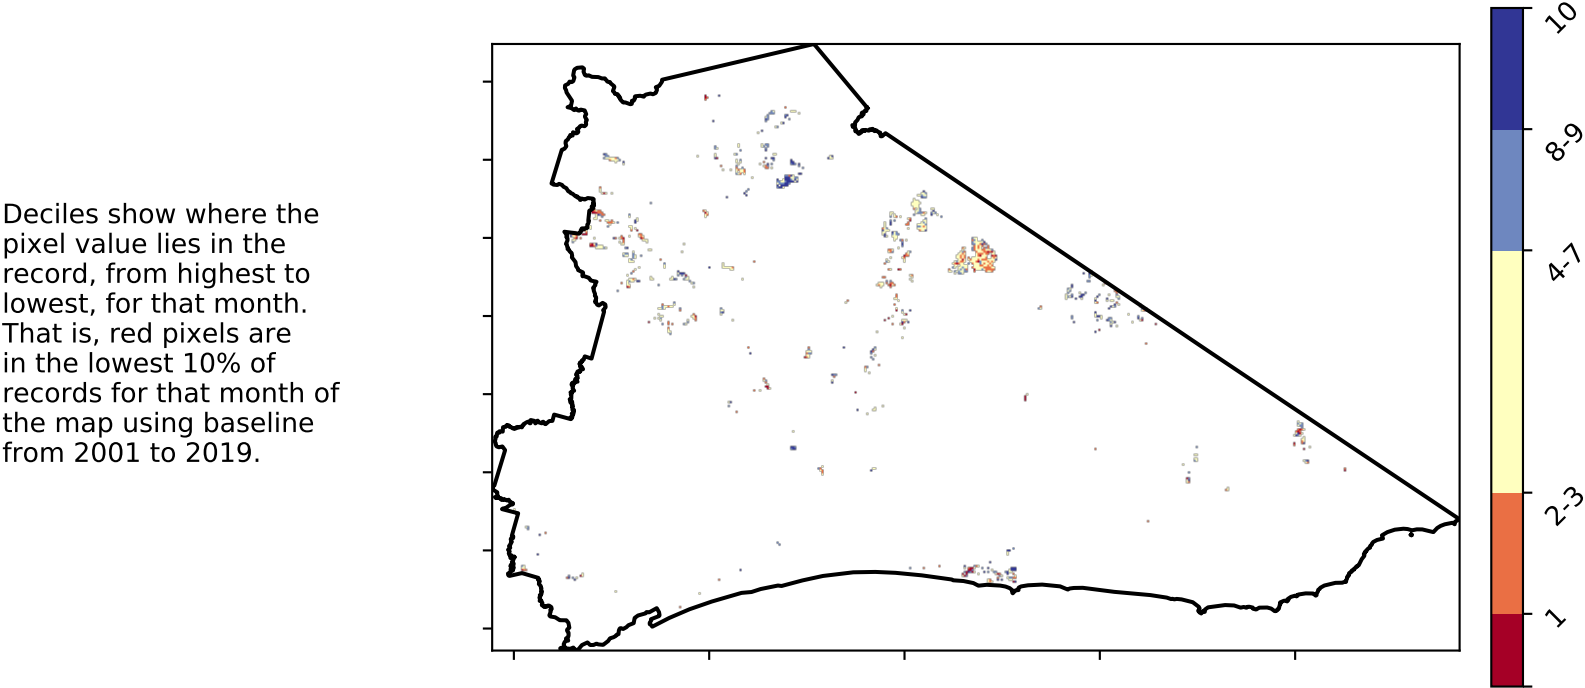 Deciles show where the
pixel value lies in the
record, from highest to
lowest, for that month.
That is, red pixels are
in the lowest 10% of
records for that month of
the map using baseline
from 2001 to 2019.
10
8-9
4-7
2-3
1